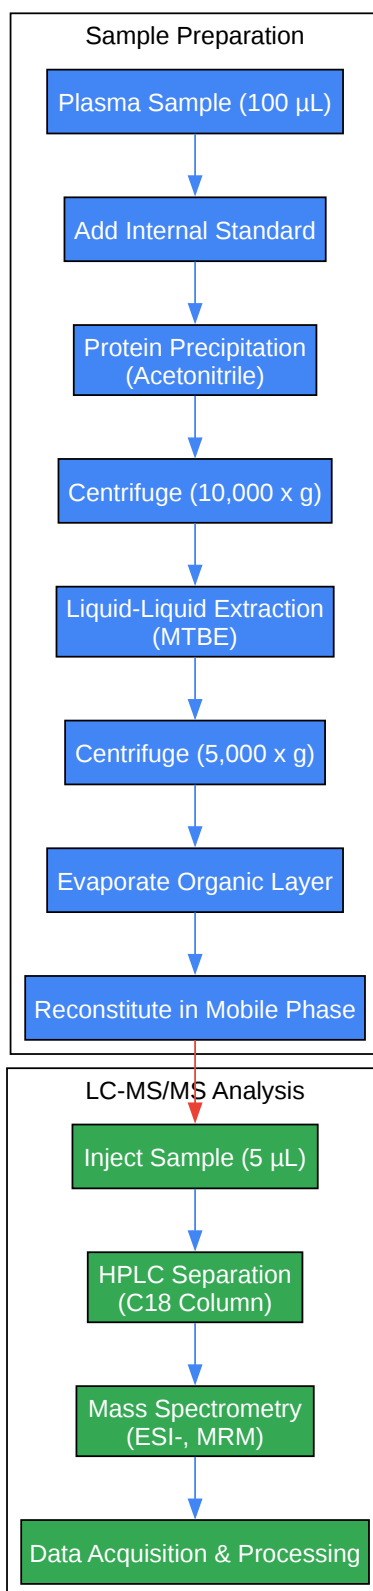 Sample Preparation
Plasma Sample (100 µL)
Add Internal Standard
Protein Precipitation
(Acetonitrile)
Centrifuge (10,000 x g)
Liquid-Liquid Extraction
(MTBE)
Centrifuge (5,000 x g)
Evaporate Organic Layer
Reconstitute in Mobile Phase
LC-MS/MS Analysis
Inject Sample (5 µL)
HPLC Separation
(C18 Column)
Mass Spectrometry
(ESI-, MRM)
Data Acquisition & Processing